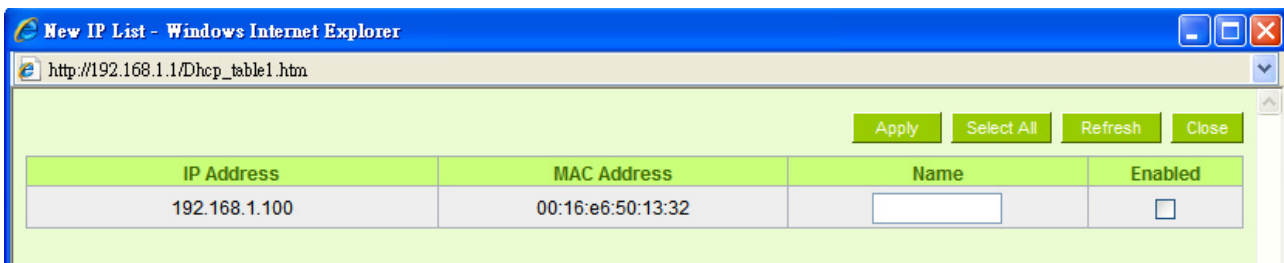 New IP List - Windows Internet Explorer
http://192.168.1.1/Dhcp_table1.htm
Apply Select All Refresh Close
IP Address MAC Address Name Enabled
192.168.1.100 00:16:e6:50:13:32